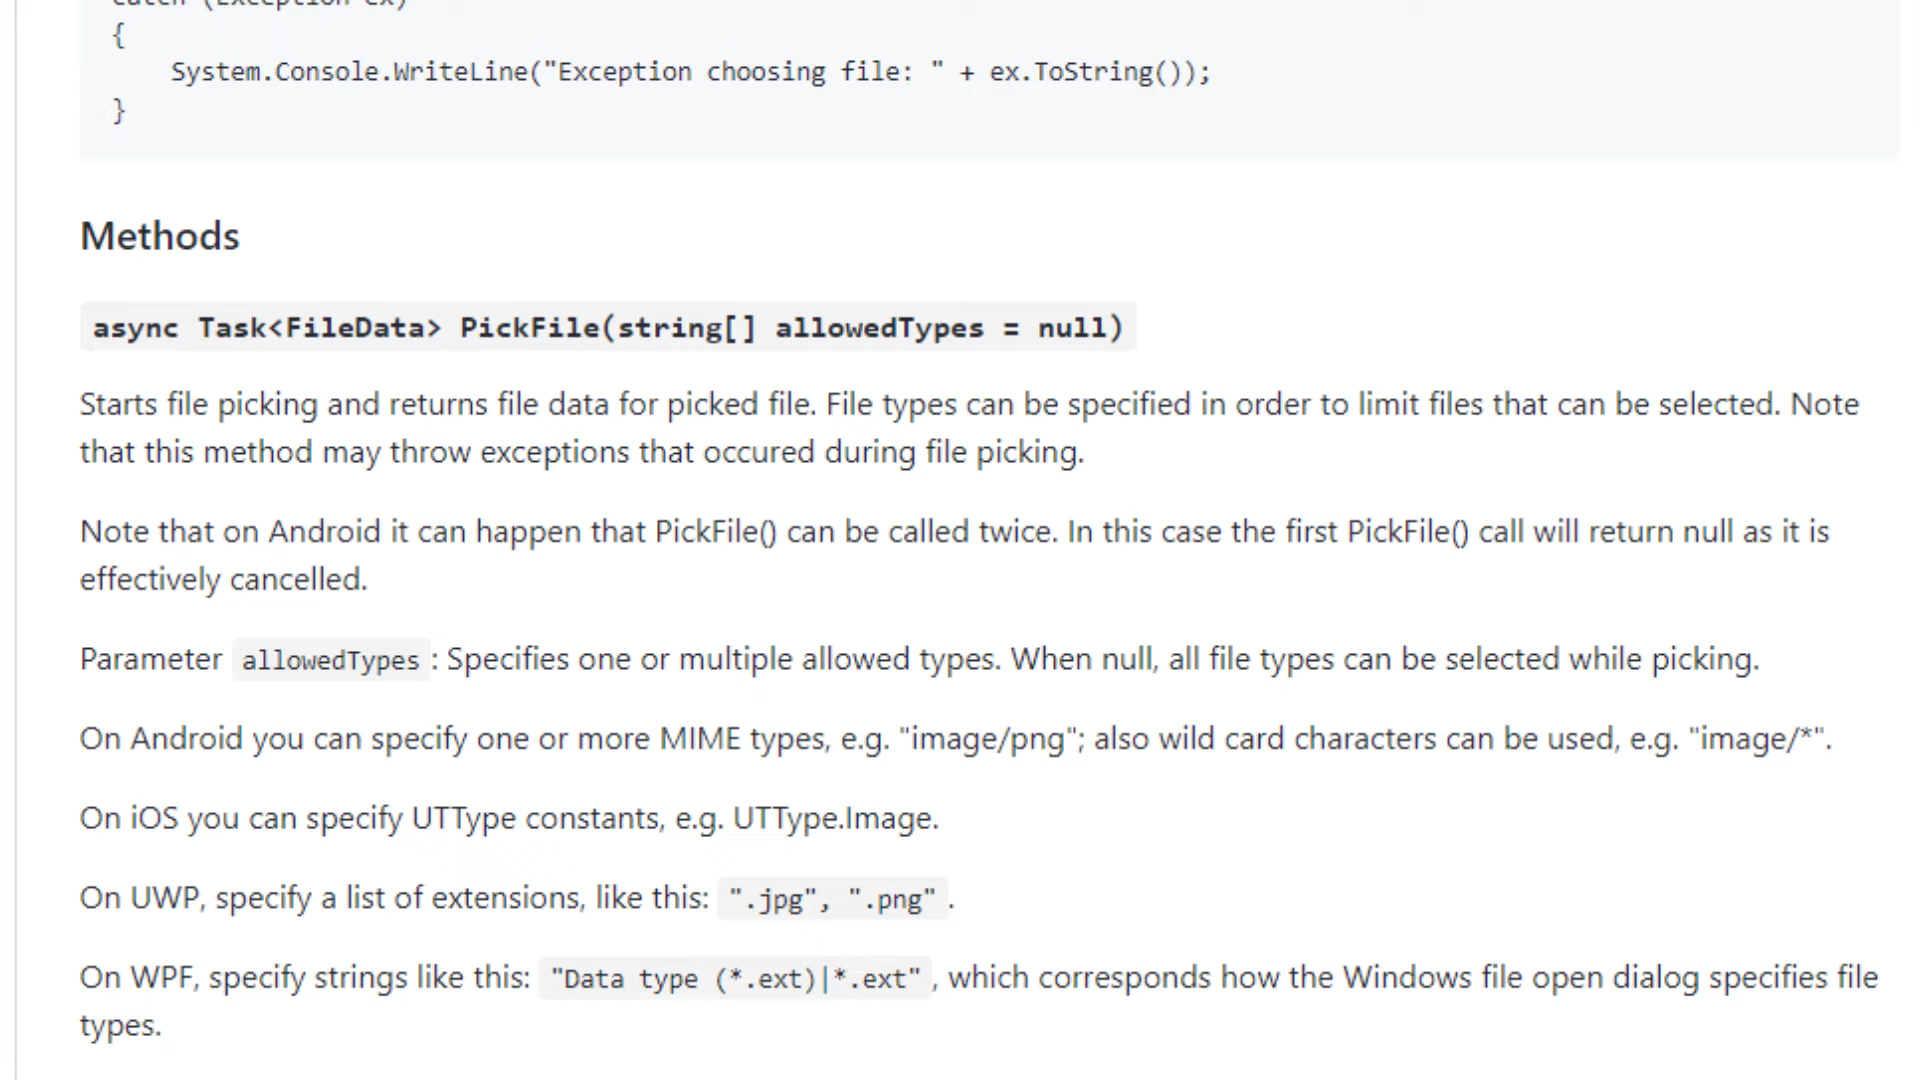 catch (Exception ex)
{
System.Console.WriteLine("Exception choosing file: " + ex.ToString());
}
Methods
async Task<FileData> PickFile(string[] allowedTypes = null)
Starts file picking and returns file data for picked file. File types can be specified in order to limit files that can be selected. Note
that this method may throw exceptions that occured during file picking.
Note that on Android it can happen that PickFile() can be called twice. In this case the first PickFile() call will return null as it is
effectively cancelled.
Parameter allowedTypes : Specifies one or multiple allowed types. When null, all file types can be selected while picking.
On Android you can specify one or more MIME types, e.g. "image/png"; also wild card characters can be used, e.g. "image/*".
On iOS you can specify UTType constants, e.g. UTType.Image.
On UWP, specify a list of extensions, like this: ".jpg", ".png" .
On WPF, specify strings like this: "Data type (*.ext)|*.ext" , which corresponds how the Windows file open dialog specifies file
types.